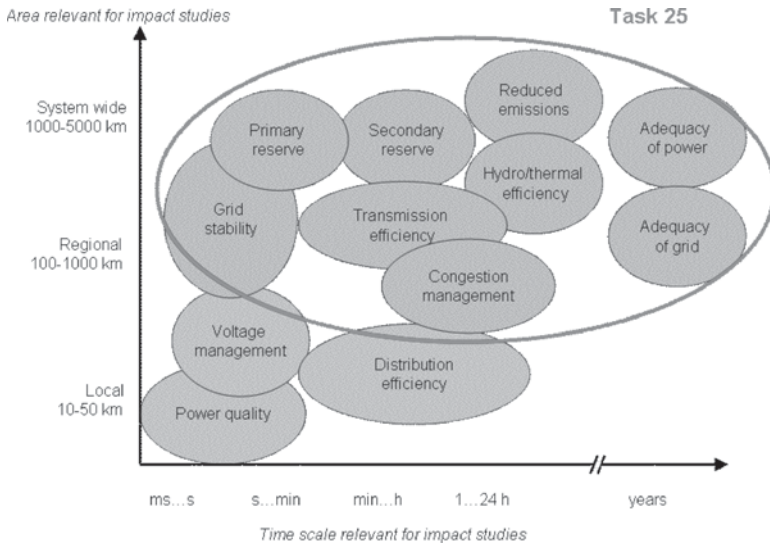 Area relevant for impact studies
Task 25
System wide
1000-5000 km
Regional
100-1000 km
Local
10-50 km
Primary
reserve
Secondary
reserve
Reduced
emissions
Adequacy
of power
Grid
stability
Hydro/thermal
efficiency
Transmission
efficiency
Adequacy
of grid
Congestion
management
Voltage
management
Distribution
efficiency
Power quality
ms...s
s...min
min...h
1...24 h
years
Time scale relevant for impact studies